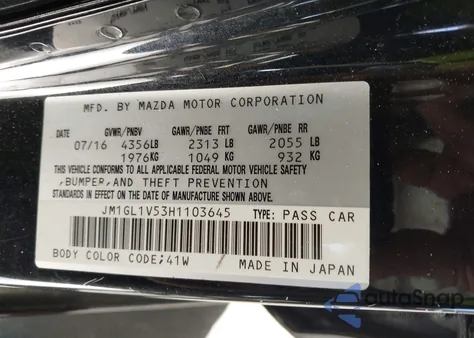 MFD. BY MAZDA MOTOR CORPORATION
DATE GVWR/PNBV GAWR/PNBE FRT GAWR/PNBE RR
07/16 4356LB 2313 LB 2055 LB
1976KG 1049 KG 932 KG
THIS VEHICLE CONFORMS TO ALL APPLICABLE FEDERAL MOTOR VEHICLE SAFETY
,BUMPER,AND THEFT PREVENTION
STANDARDS IN EFFECT ON THE DATE OF MANUFACTURE SHOWN ABOVE.
JM1GL1V53H1103645 TYPE: PASS CAR
BODY COLOR CODE;41W MADE IN JAPAN
autoSnap